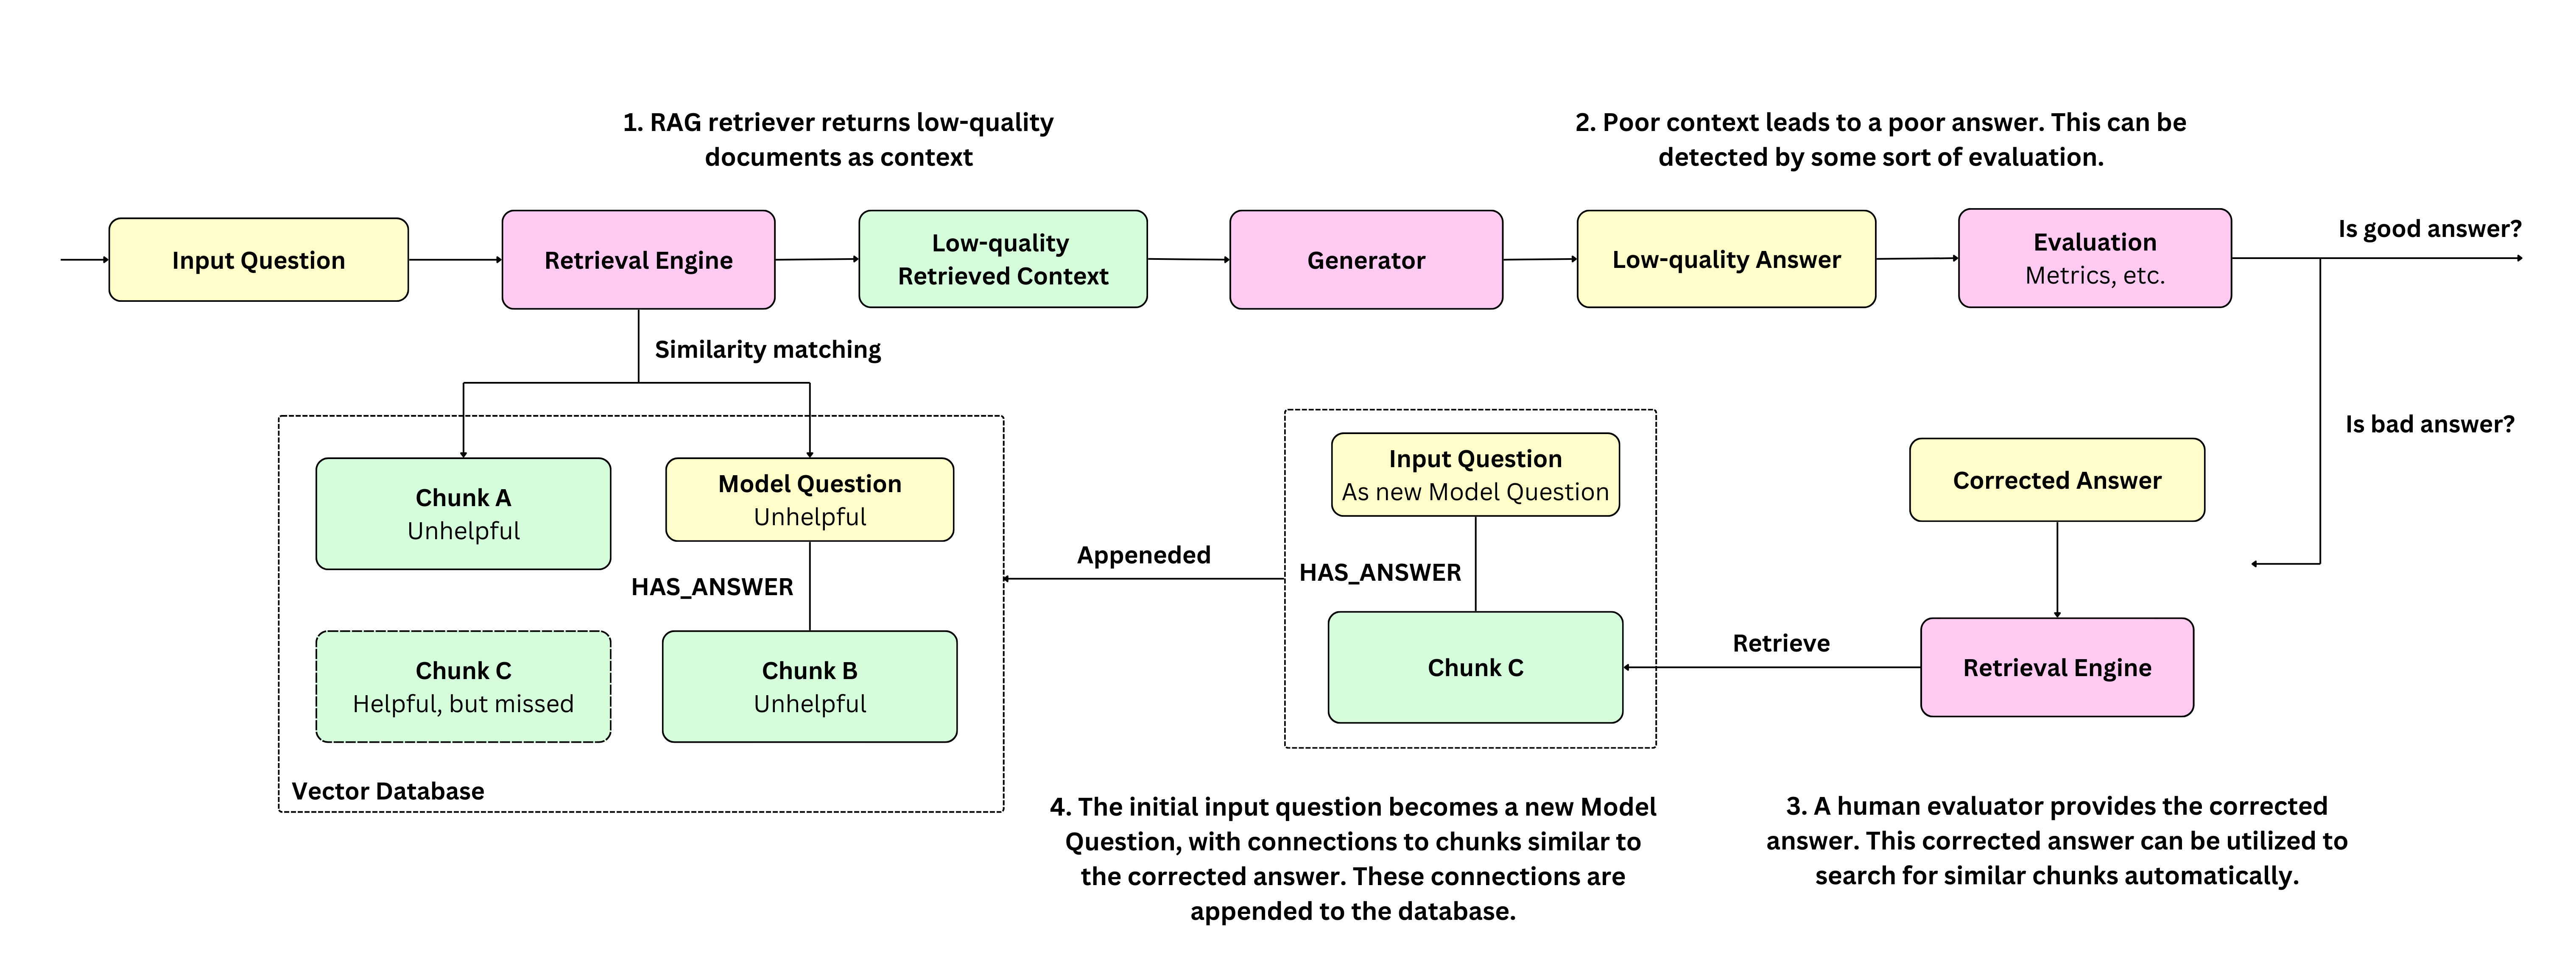 1. RAG retriever returns low-quality
documents as context
2. Poor context leads to a poor answer. This can be
detected by some sort of evaluation.
Input Question
Retrieval Engine
Low-quality
Retrieved Context
Generator
Low-quality Answer
Evaluation
Metrics, etc.
Is good answer?
Similarity matching
Is bad answer?
Chunk A
Unhelpful
Model Question
Unhelpful
HAS_ANSWER
Chunk C
Helpful, but missed
Chunk B
Unhelpful
Vector Database
Appeneded
Input Question
As new Model Question
HAS_ANSWER
Chunk C
Retrieve
Corrected Answer
Retrieval Engine
4. The initial input question becomes a new Model
Question, with connections to chunks similar to
the corrected answer. These connections are
appended to the database.
3. A human evaluator provides the corrected
answer. This corrected answer can be utilized to
search for similar chunks automatically.